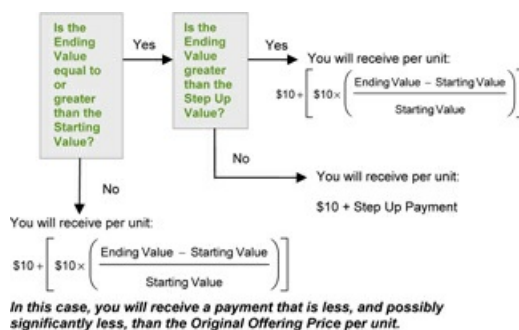 Is the
Ending
Value
equal to
or
greater
than the
Starting
Value?
Yes
Is the
Ending
Value
greater
than the
Step Up
Value?
Yes
You will receive per unit:
$10 + [ $10 × ( Ending Value – Starting Value
Starting Value ) ]
No
You will receive per unit:
$10 + Step Up Payment
No
You will receive per unit:
$10 + [ $10 × ( Ending Value – Starting Value
Starting Value ) ]
In this case, you will receive a payment that is less, and possibly
significantly less, than the Original Offering Price per unit.